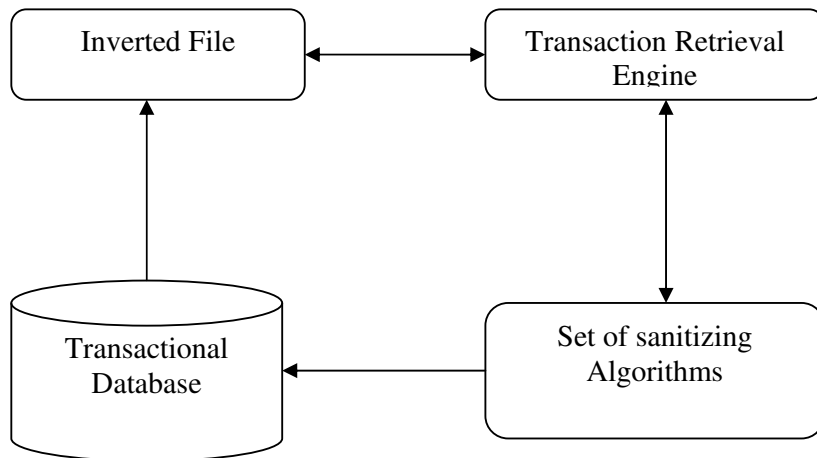 Inverted File
Transaction Retrieval
Engine
Transactional
Database
Set of sanitizing
Algorithms